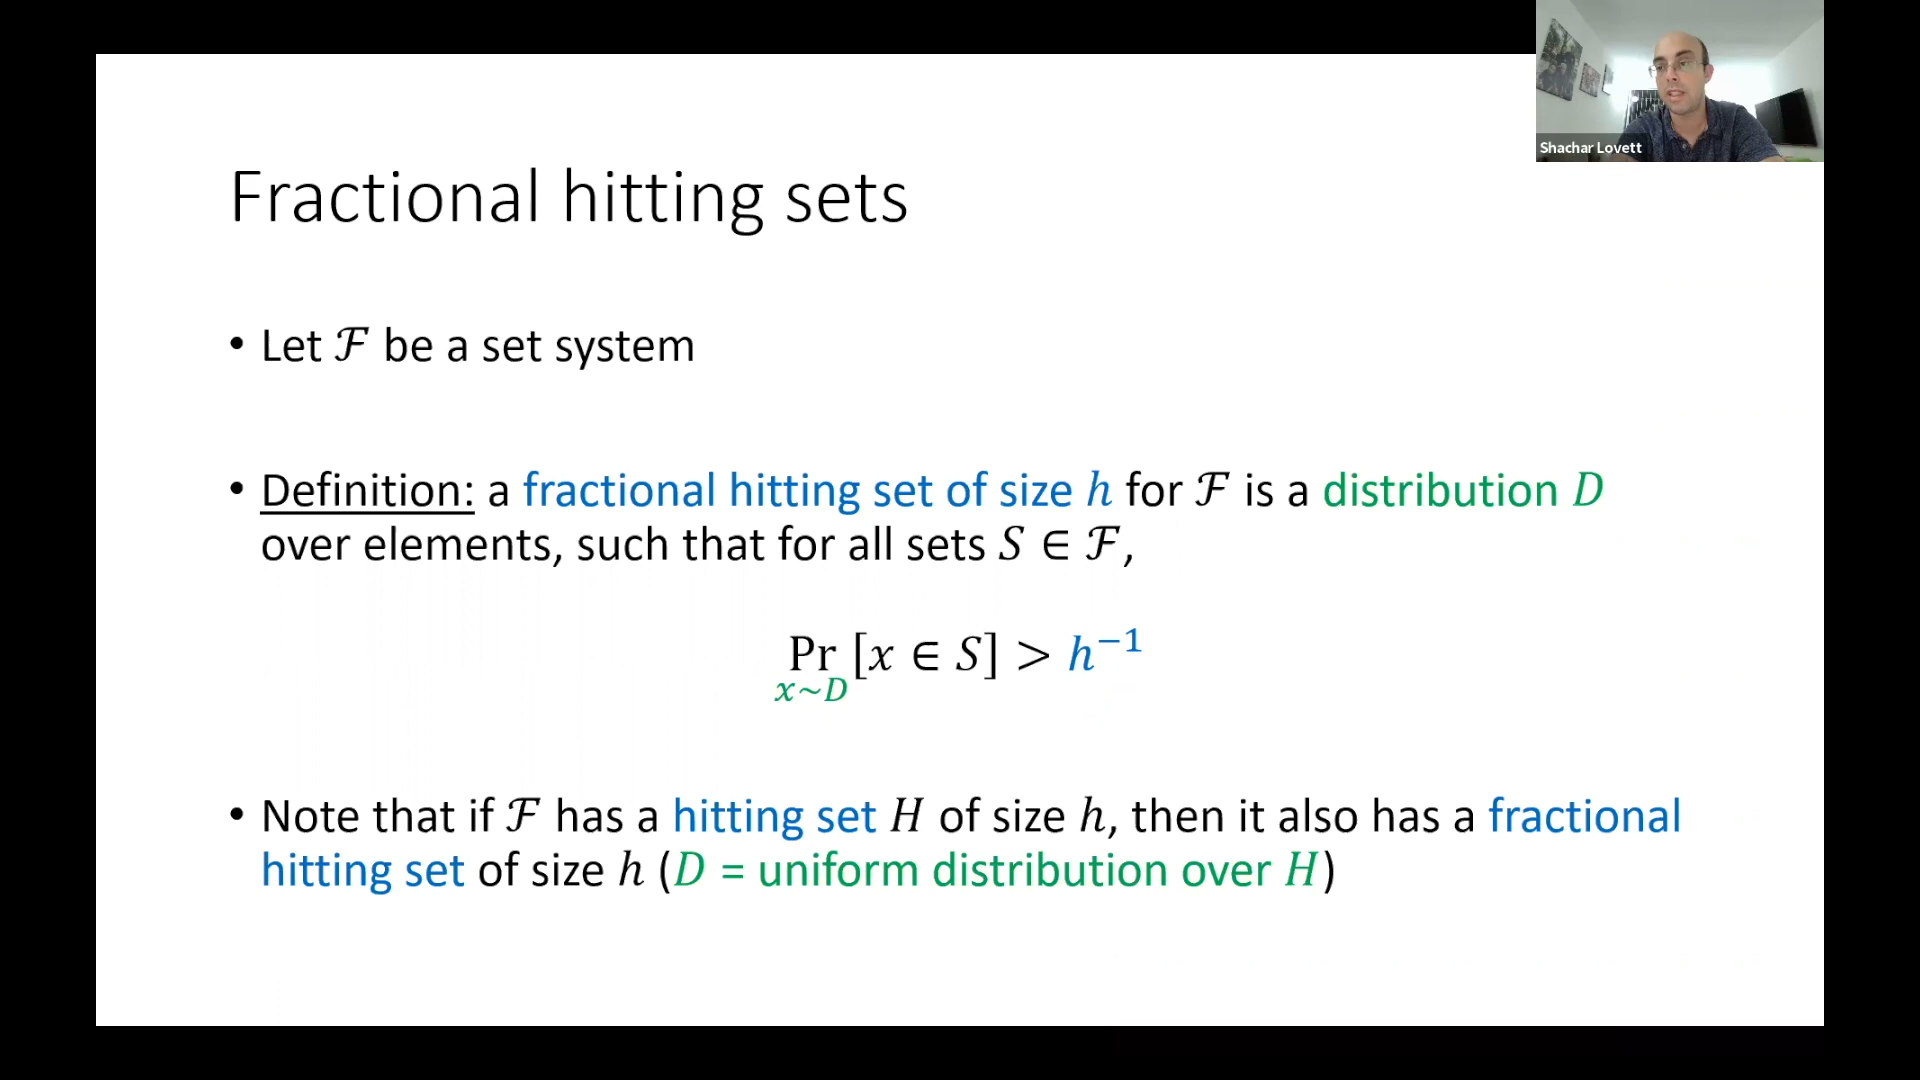 Shachar Lovett
Fractional hitting sets
• Let ℱ be a set system
• Definition: a fractional hitting set of size h for ℱ is a distribution D
over elements, such that for all sets S ∈ ℱ,
Pr [x ∈ S] > h⁻¹
x~D
• Note that if ℱ has a hitting set H of size h, then it also has a fractional
hitting set of size h (D = uniform distribution over H)